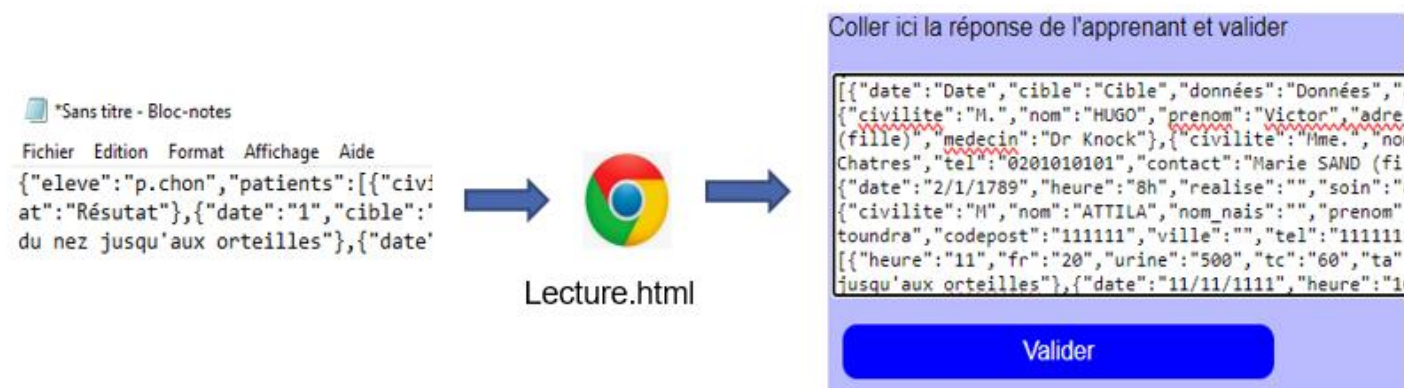 *Sans titre - Bloc-notes
Fichier Edition Format Affichage Aide
{"eleve":"p.chon","patients":[{"civi
at":"Résutat"},{"date":"1","cible":"
du nez jusqu'aux orteilles"},{"date"
Lecture.html
Coller ici la réponse de l'apprenant et valider
[{"date":"Date","cible":"Cible","données":"Données","
{"civilite":"M.","nom":"HUGO","prenom":"Victor","adre
(fille)","medecin":"Dr Knock"},{"civilite":"Mme.","no
Chatres","tel":"0201010101","contact":"Marie SAND (fi
{"date":"2/1/1789","heure":"8h","realise":"","soin":"
{"civilite":"M","nom":"ATTILA","nom_nais":"","prenom"
toundra","codepost":"111111","ville":"","tel":"111111
[{"heure":"11","fr":"20","urine":"500","tc":"60","ta"
jusqu'aux orteilles"},{"date":"11/11/1111","heure":"1
Valider